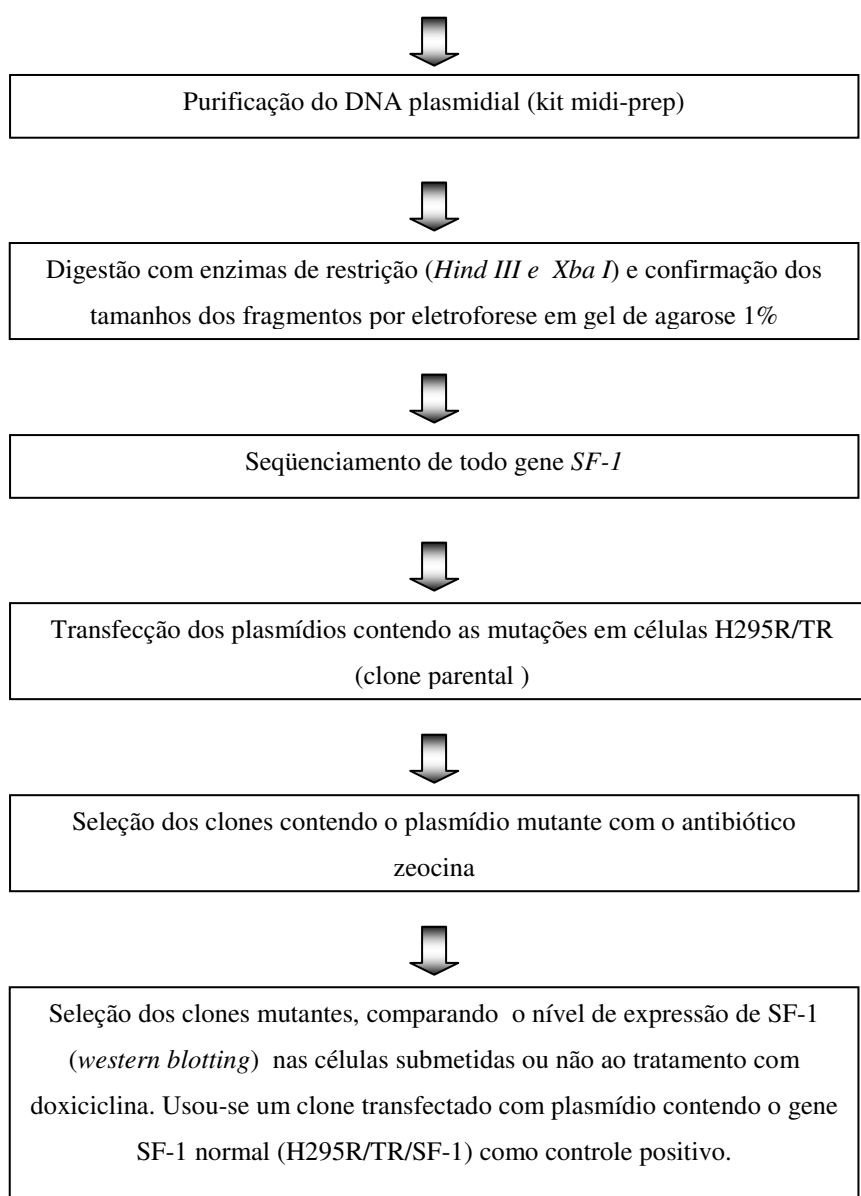 Purificação do DNA plasmidial (kit midi-prep)
Digestão com enzimas de restrição (Hind III e Xba I) e confirmação dos
tamanhos dos fragmentos por eletroforese em gel de agarose 1%
Seqüenciamento de todo gene SF-1
Transfecção dos plasmídios contendo as mutações em células H295R/TR
(clone parental )
Seleção dos clones contendo o plasmídio mutante com o antibiótico
zeocina
Seleção dos clones mutantes, comparando o nível de expressão de SF-1
(western blotting) nas células submetidas ou não ao tratamento com
doxiciclina. Usou-se um clone transfectado com plasmídio contendo o gene
SF-1 normal (H295R/TR/SF-1) como controle positivo.